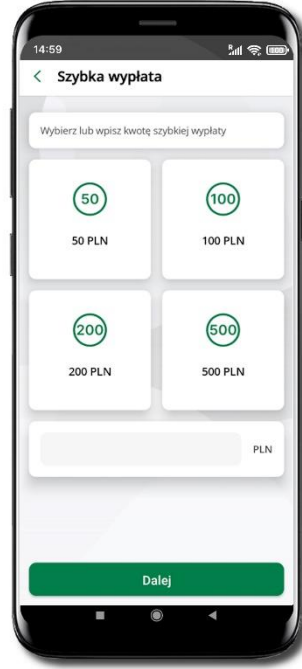 14:59
Szybka wypłata
Wybierz lub wpisz kwotę szybkiej wypłaty
50
100
50 PLN
100 PLN
200
500
200 PLN
500 PLN
PLN
Dalej